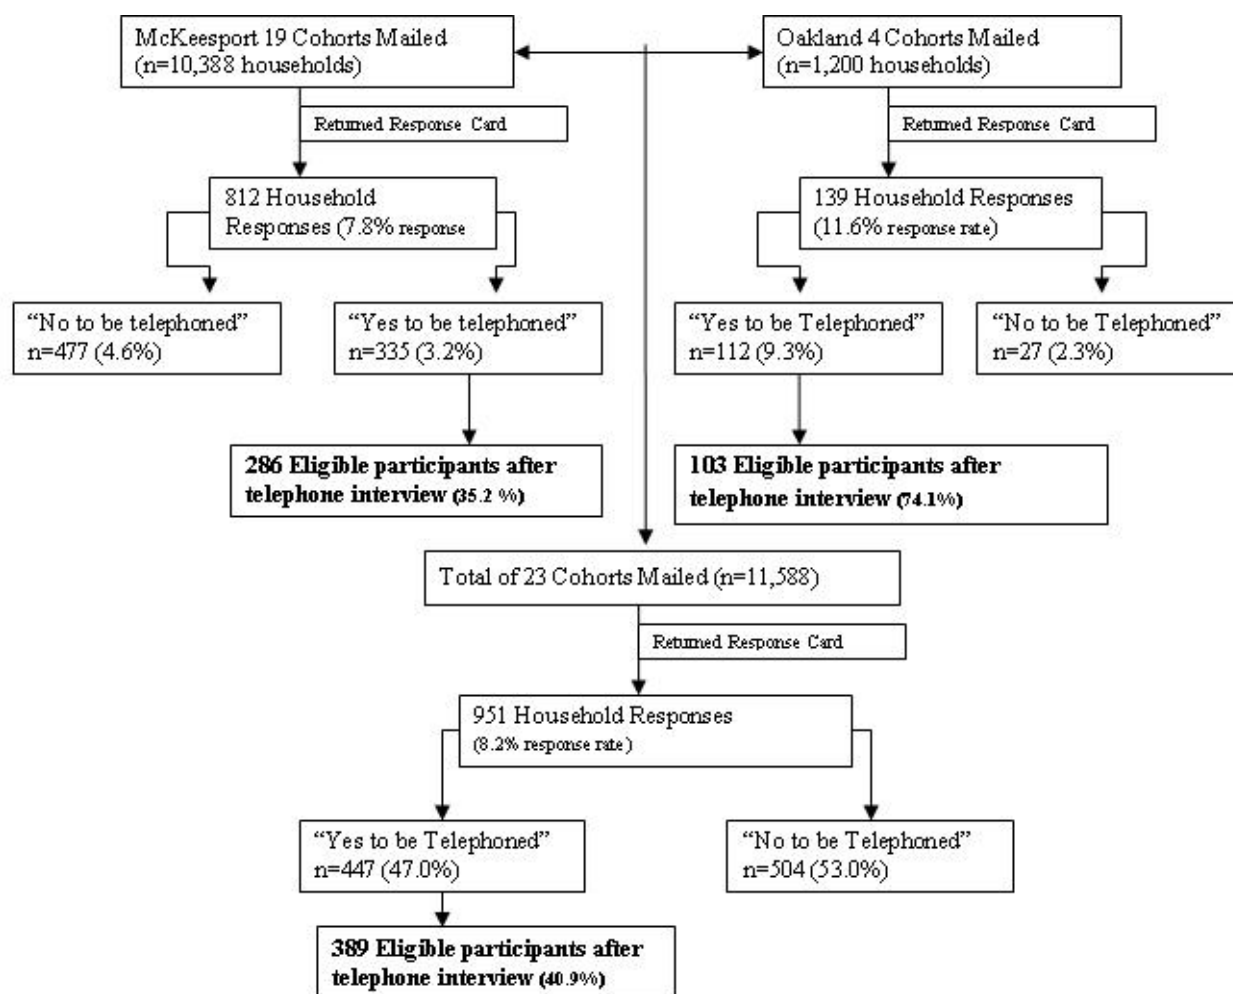 McKeesport 19 Cohorts Mailed
(n=10,388 households)
Oakland 4 Cohorts Mailed
(n=1,200 households)
Returned Response Card
Returned Response Card
812 Household
Responses (7.8% response
139 Household Responses
(11.6% response rate)
“No to be telephoned”
n=477 (4.6%)
“Yes to be telephoned”
n=335 (3.2%)
“Yes to be Telephoned”
n=112 (9.3%)
“No to be Telephoned”
n=27 (2.3%)
286 Eligible participants after
telephone interview (35.2 %)
103 Eligible participants after
telephone interview (74.1%)
Total of 23 Cohorts Mailed (n=11,588)
Returned Response Card
951 Household Responses
(8.2% response rate)
“Yes to be Telephoned”
n=447 (47.0%)
“No to be Telephoned”
n=504 (53.0%)
389 Eligible participants after
telephone interview (40.9%)